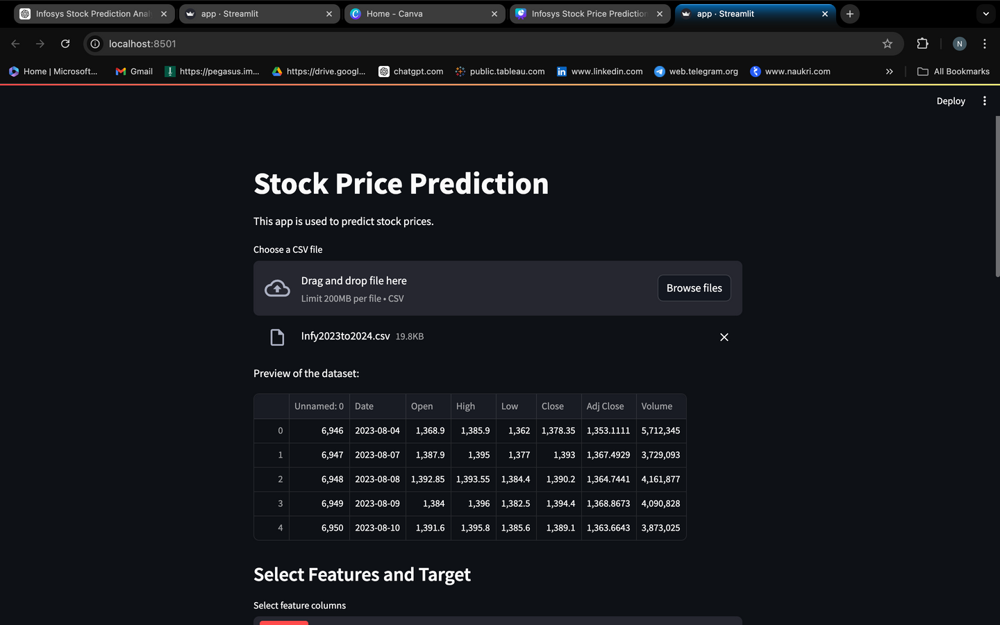 Infosys Stock Prediction Anal
app · Streamlit
Home – Canva
Infosys Stock Price Prediction
app · Streamlit
localhost:8501
N
Home | Microsoft...
Gmail
https://pegasus.im...
https://drive.googl...
chatgpt.com
public.tableau.com
www.linkedin.com
web.telegram.org
www.naukri.com
»
All Bookmarks
Deploy
Stock Price Prediction
This app is used to predict stock prices.
Choose a CSV file
Drag and drop file here
Limit 200MB per file • CSV
Browse files
Infy2023to2024.csv 19.8KB
Preview of the dataset:
Unnamed: 0 Date Open High Low Close Adj Close Volume
0 6,946 2023-08-04 1,368.9 1,385.9 1,362 1,378.35 1,353.1111 5,712,345
1 6,947 2023-08-07 1,387.9 1,395 1,377 1,393 1,367.4929 3,729,093
2 6,948 2023-08-08 1,392.85 1,393.55 1,384.4 1,390.2 1,364.7441 4,161,877
3 6,949 2023-08-09 1,384 1,396 1,382.5 1,394.4 1,368.8673 4,090,828
4 6,950 2023-08-10 1,391.6 1,395.8 1,385.6 1,389.1 1,363.6643 3,873,025
Select Features and Target
Select feature columns